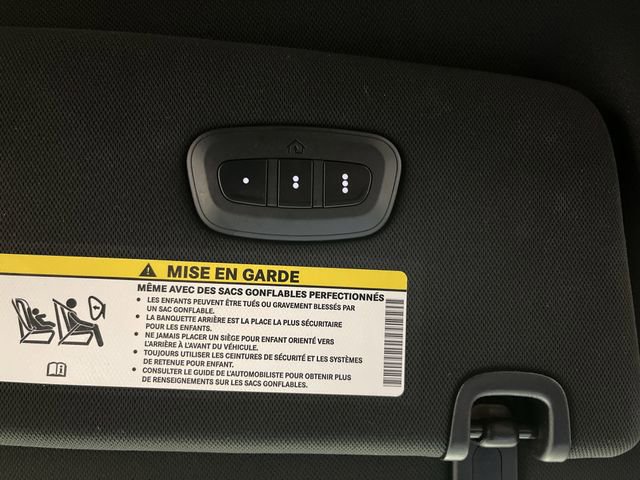 MISE EN GARDE
MÊME AVEC DES SACS GONFLABLES PERFECTIONNÉS
• LES ENFANTS PEUVENT ÊTRE TUÉS OU GRAVEMENT BLESSÉS PAR
UN SAC GONFLABLE.
• LA BANQUETTE ARRIÈRE EST LA PLACE LA PLUS SÉCURITAIRE
POUR LES ENFANTS.
• NE JAMAIS PLACER UN SIÈGE POUR ENFANT ORIENTÉ VERS
L'ARRIÈRE À L'AVANT DU VÉHICULE.
• TOUJOURS UTILISER LES CEINTURES DE SÉCURITÉ ET LES SYSTÈMES
DE RETENUE POUR ENFANT.
• CONSULTER LE GUIDE DE L'AUTOMOBILISTE POUR OBTENIR PLUS
DE RENSEIGNEMENTS SUR LES SACS GONFLABLES.